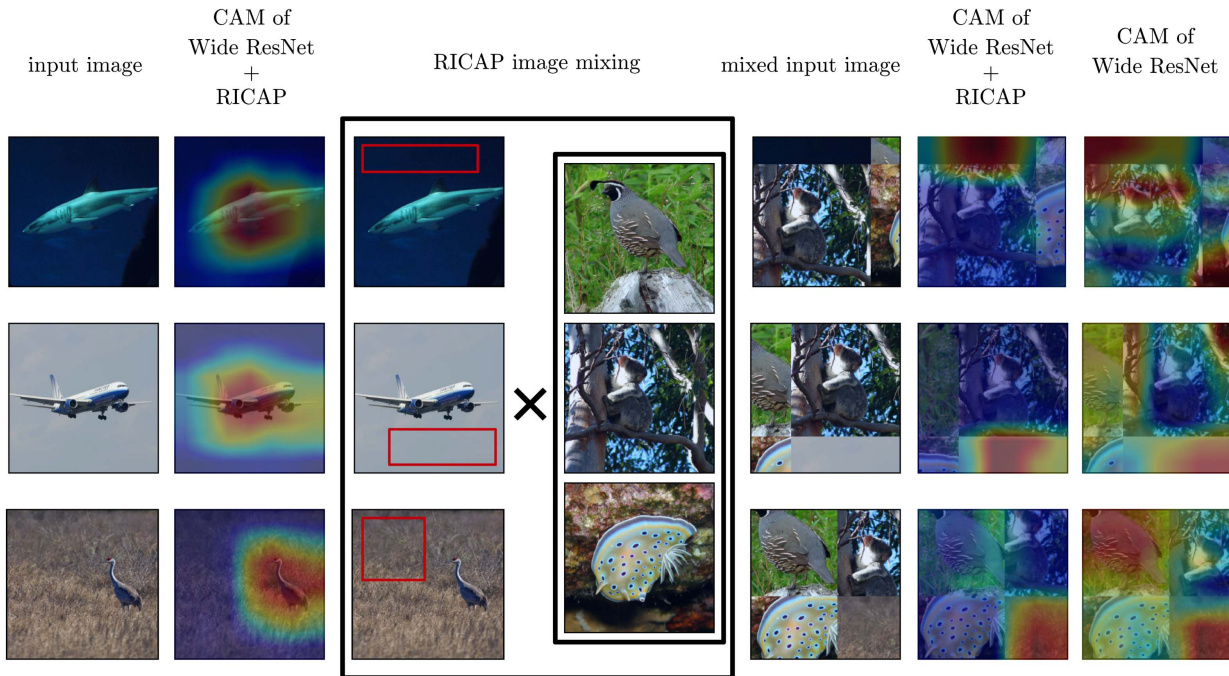 input image
CAM of
Wide ResNet
+
RICAP
RICAP image mixing
mixed input image
CAM of
Wide ResNet
+
RICAP
CAM of
Wide ResNet
×